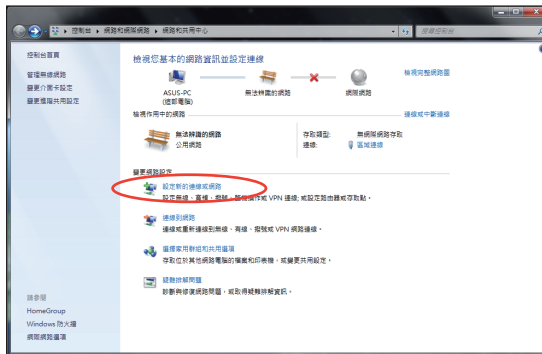 控制台 ▸ 網路和網際網路 ▸ 網路和共用中心
搜尋控制台
控制台首頁
管理無線網路
變更介面卡設定
變更進階共用設定
檢視您基本的網路資訊並設定連線
檢視完整網路圖
ASUS-PC
(這部電腦)
無法辨識的網路
網際網路
檢視作用中的網路
連線或中斷連線
無法辨識的網路
公用網路
存取類型: 無網際網路存取
連線: 區域連線
變更網路設定
設定新的連線或網路
設定無線、寬頻、撥號、臨機操作或 VPN 連線; 或設定路由器或存取點。
連線到網路
連線或重新連線到無線、有線、撥號或 VPN 網路連線。
選擇家用群組和共用選項
存取位於其他網路電腦的檔案和印表機，或變更共用設定。
疑難排解問題
診斷與修復網路問題，或取得疑難排解資訊。
請參閱
HomeGroup
Windows 防火牆
網際網路選項